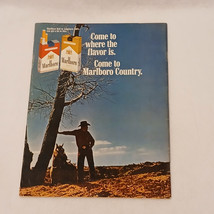 Come to
where the
flavor is.
Come to
Marlboro Country.
Marlboro
Marlboro